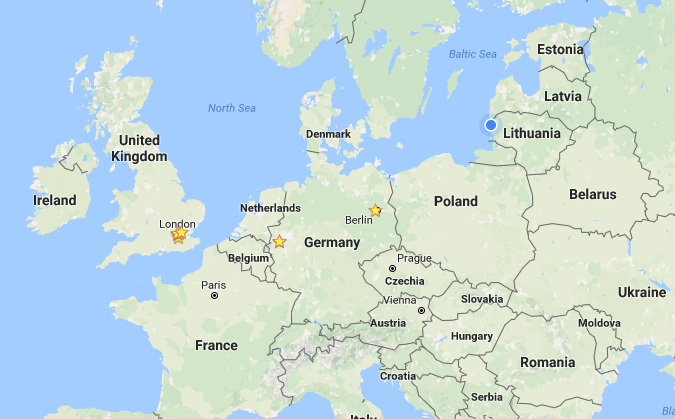 Estonia
Baltic Sea
Latvia
North Sea
Denmark
Lithuania
United
Kingdom
Ireland
Belarus
Poland
Netherlands
London
Berlin
Germany
Belgium
Prague
Czechia
Paris
Ukraine
Vienna
Slovakia
Austria
Moldova
Hungary
France
Romania
Croatia
Serbia